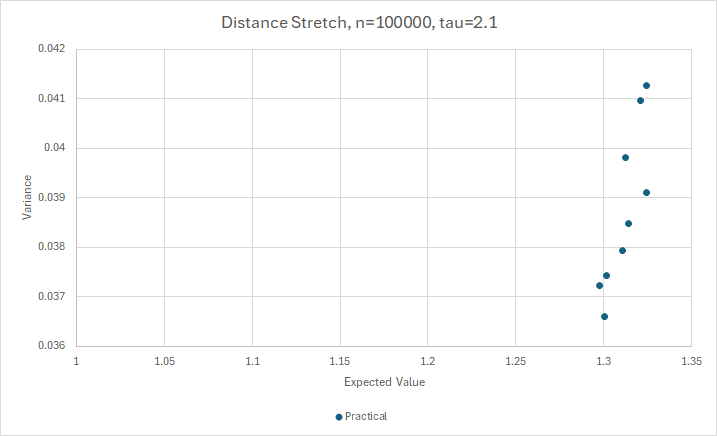 Distance Stretch, n=100000, tau=2.1
0.042
0.041
0.04
0.039
0.038
0.037
0.036
Variance
1 1.05 1.1 1.15 1.2 1.25 1.3 1.35
Expected Value
Practical